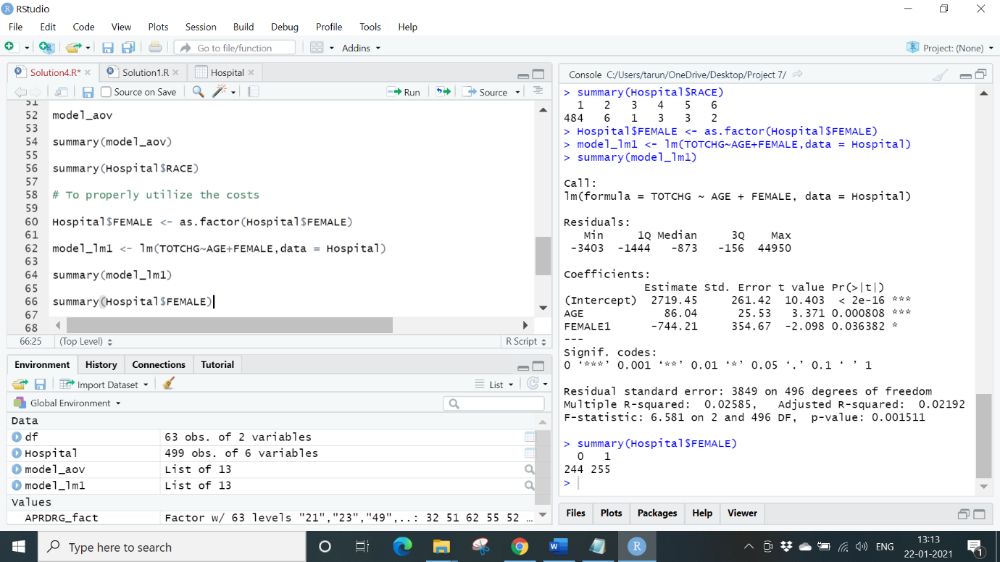 RStudio
File Edit Code View Plots Session Build Debug Profile Tools Help
Go to file/function Addins Project: (None)
Solution4.R* Solution1.R Hospital
Source on Save Run Source
51
52 model_aov
53
54 summary(model_aov)
55
56 summary(Hospital$RACE)
57
58 # To properly utilize the costs
59
60 Hospital$FEMALE <- as.factor(Hospital$FEMALE)
61
62 model_lm1 <- lm(TOTCHG~AGE+FEMALE,data = Hospital)
63
64 summary(model_lm1)
65
66 summary(Hospital$FEMALE)
67
68
66:25 (Top Level) R Script
Environment History Connections Tutorial
Import Dataset List
Global Environment
Data
df 63 obs. of 2 variables
Hospital 499 obs. of 6 variables
model_aov List of 13
model_lm1 List of 13
Values
APRDRG_fact Factor w/ 63 levels "21","23","49",..: 32 51 62 55 52 ...
Console C:/Users/tarun/OneDrive/Desktop/Project 7/
> summary(Hospital$RACE)
1 2 3 4 5 6
484 6 1 3 3 2
> Hospital$FEMALE <- as.factor(Hospital$FEMALE)
> model_lm1 <- lm(TOTCHG~AGE+FEMALE,data = Hospital)
> summary(model_lm1)
Call:
lm(formula = TOTCHG ~ AGE + FEMALE, data = Hospital)
Residuals:
Min 1Q Median 3Q Max
-3403 -1444 -873 -156 44950
Coefficients:
Estimate Std. Error t value Pr(>|t|)
(Intercept) 2719.45 261.42 10.403 < 2e-16 ***
AGE 86.04 25.53 3.371 0.000808 ***
FEMALE1 -744.21 354.67 -2.098 0.036382 *
---
Signif. codes:
0 ‘***’ 0.001 ‘**’ 0.01 ‘*’ 0.05 ‘.’ 0.1 ‘ ’ 1
Residual standard error: 3849 on 496 degrees of freedom
Multiple R-squared: 0.02585, Adjusted R-squared: 0.02192
F-statistic: 6.581 on 2 and 496 DF, p-value: 0.001511
> summary(Hospital$FEMALE)
0 1
244 255
>
Files Plots Packages Help Viewer
Type here to search
ENG
13:13
22-01-2021
1